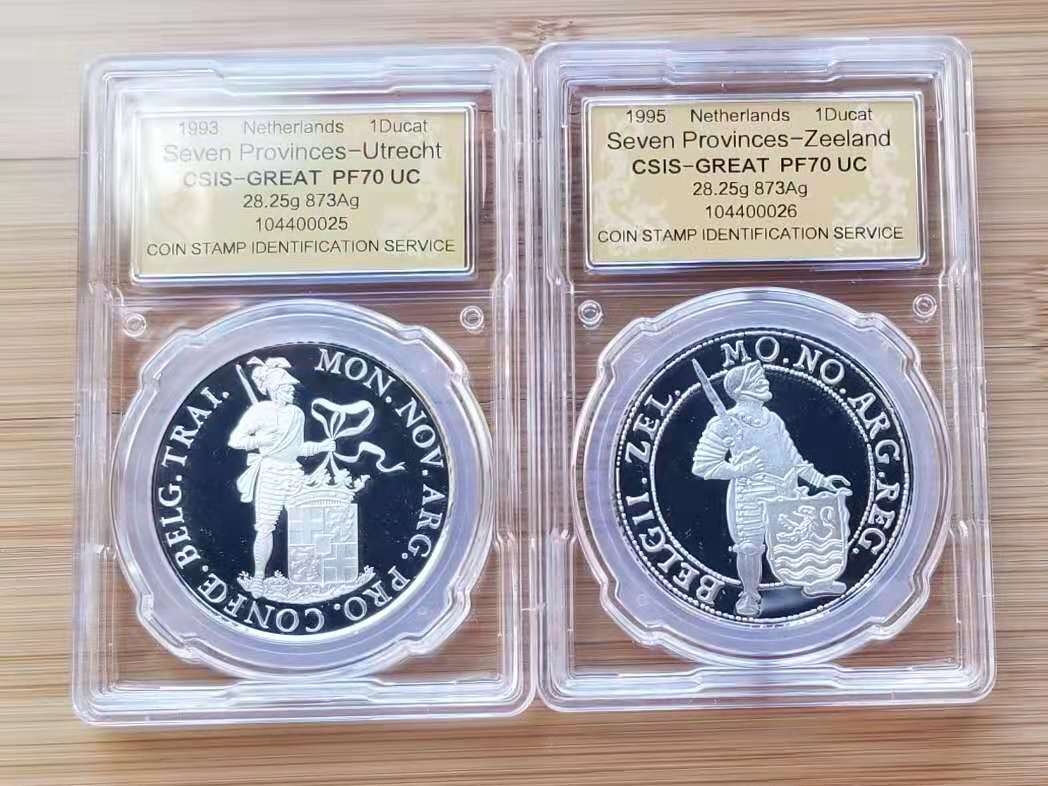 1993 Netherlands 1Ducat
Seven Provinces-Utrecht
CSIS-GREAT PF70 UC
28.25g 873Ag
104400025
COIN STAMP IDENTIFICATION SERVICE
MON. NOV. ARG. PRO. CONFŒ. BELG. TRAI.
1995 Netherlands 1Ducat
Seven Provinces-Zeeland
CSIS-GREAT PF70 UC
28.25g 873Ag
104400026
COIN STAMP IDENTIFICATION SERVICE
MO. NO. ARG. REG. BELGII. ZEL.